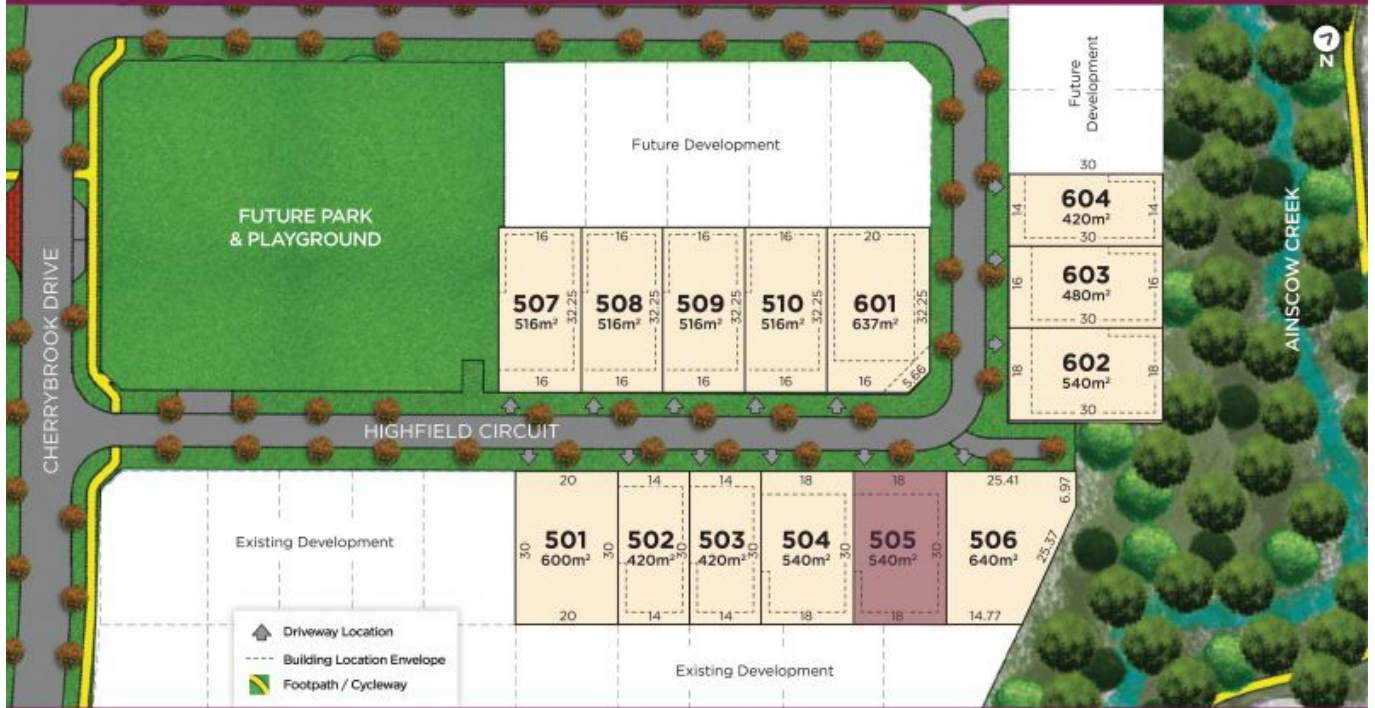 N
Future
Development
30
Future Development
FUTURE PARK
& PLAYGROUND
604
420m²
14
14
30
603
480m²
16
16
30
602
540m²
18
18
30
AINSCOW CREEK
CHERRYBROOK DRIVE
16
507
516m²
32.25
16
16
508
516m²
32.25
16
16
509
516m²
32.25
16
16
510
516m²
32.25
16
20
601
637m²
32.25
16
5.66
HIGHFIELD CIRCUIT
20
30
501
600m²
30
20
14
502
420m²
30
14
14
503
420m²
30
14
18
504
540m²
30
18
18
505
540m²
30
18
25.41
6.97
506
640m²
25.37
14.77
Existing Development
Existing Development
Driveway Location
Building Location Envelope
Footpath / Cycleway